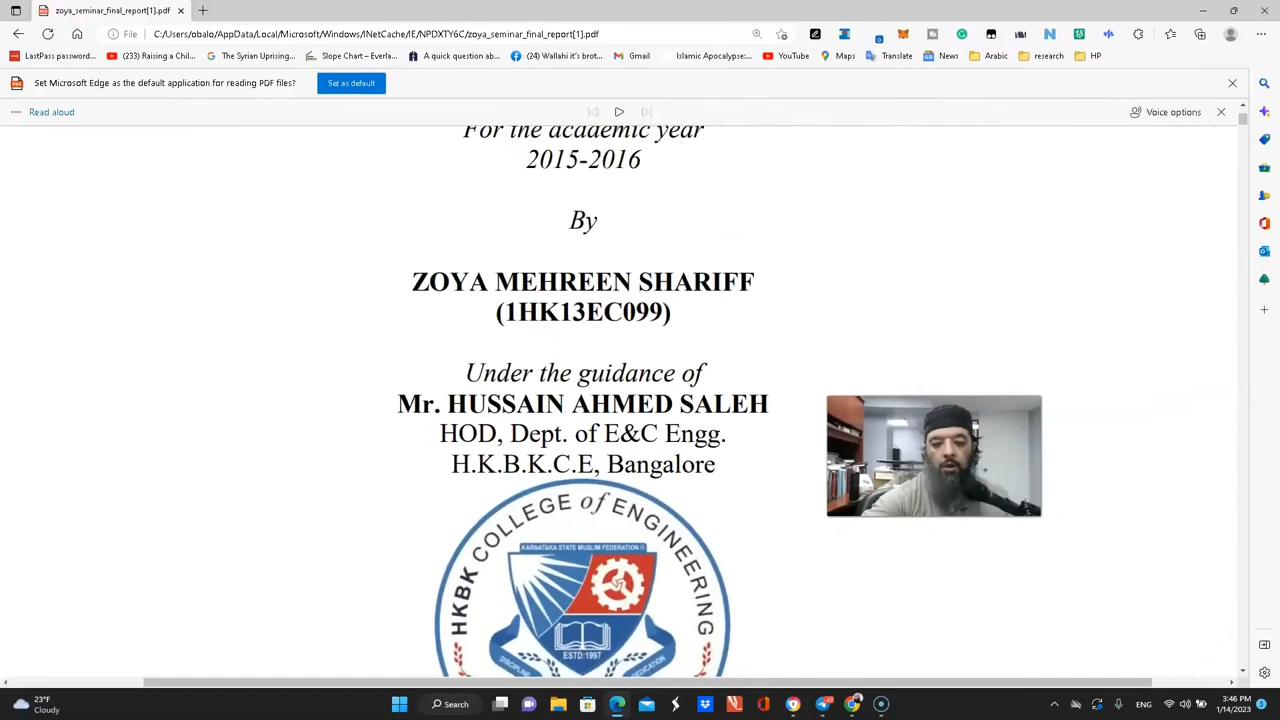 zoya_seminar_final_report[1].pdf
File
C:/Users/obalo/AppData/Local/Microsoft/Windows/INetCache/IE/NPDXTY6C/zoya_seminar_final_report[1].pdf
LastPass password...
(233) Raising child...
Syrian Uprising...
Slope Chart – Everla...
A quick question ab...
(24) Wallahi it's brot...
Gmail
Islamic Apocalypse:...
YouTube
Maps
Translate
News
Arabic
research
HP
Set Microsoft Edge as the default application for reading PDF files?
Set as default
Read aloud
Voice options
For the academic year
2015-2016
By
ZOYA MEHREEN SHARIFF
(1HK13EC099)
Under the guidance of
Mr. HUSSAIN AHMED SALEH
HOD, Dept. of E&C Engg.
H.K.B.K.C.E, Bangalore
HKBK COLLEGE of ENGINEERING
KARNATAKA STATE MUSLIM FEDERATION ®
ESTD:1997
23°F
Cloudy
Search
ENG
3:46 PM
1/14/2023